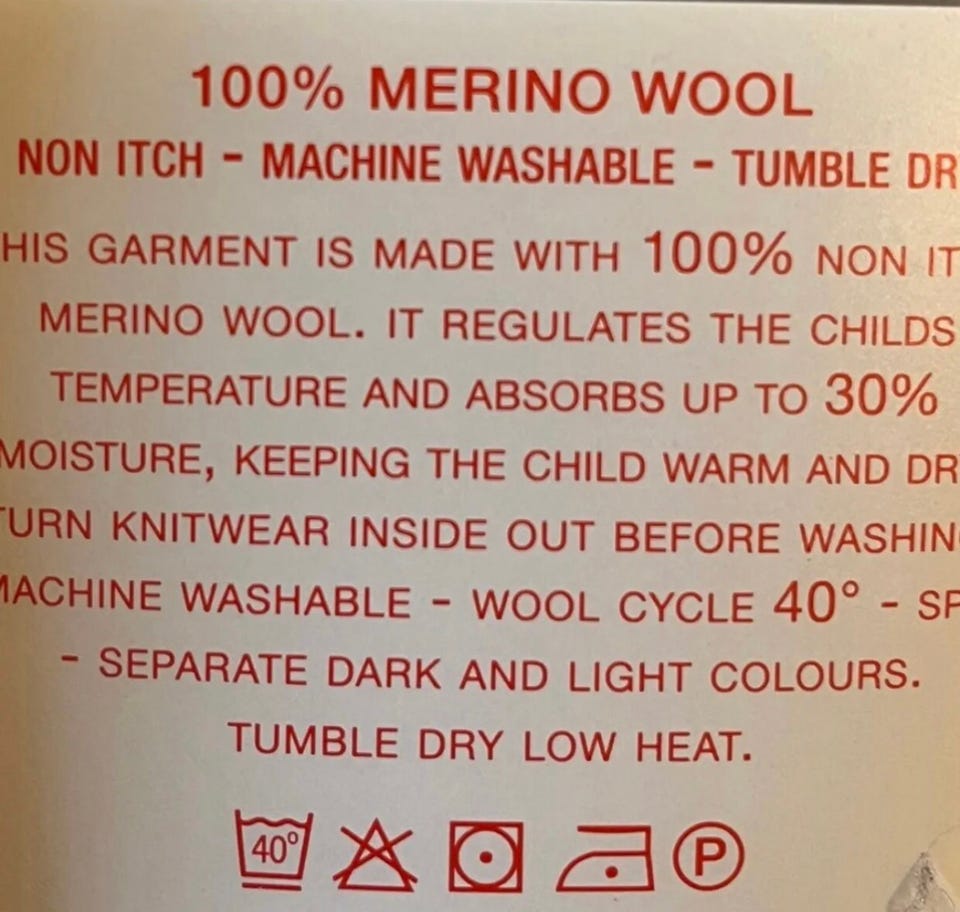 100% MERINO WOOL
NON ITCH - MACHINE WASHABLE - TUMBLE DR
HIS GARMENT IS MADE WITH 100% NON IT
MERINO WOOL. IT REGULATES THE CHILDS
TEMPERATURE AND ABSORBS UP TO 30%
MOISTURE, KEEPING THE CHILD WARM AND DR
TURN KNITWEAR INSIDE OUT BEFORE WASHIN
MACHINE WASHABLE - WOOL CYCLE 40° - SP
- SEPARATE DARK AND LIGHT COLOURS.
TUMBLE DRY LOW HEAT.
40° P